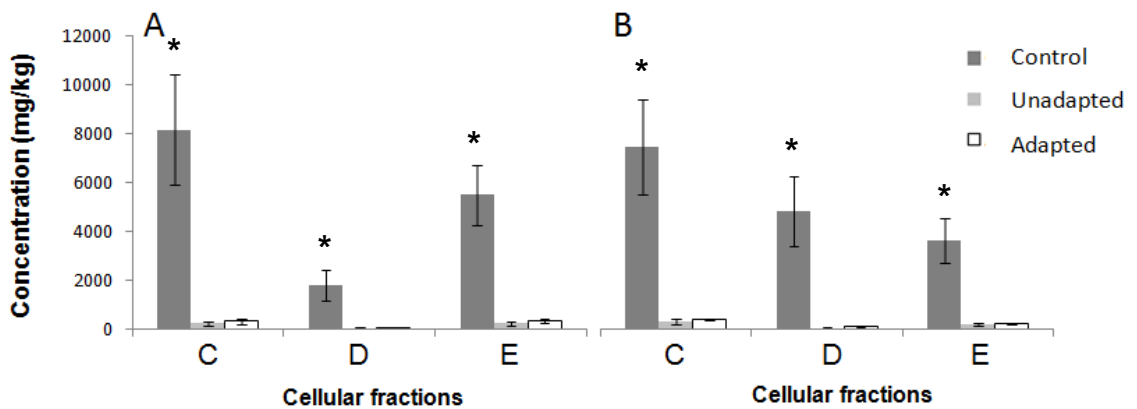 A
B
*
*
*
*
*
*
12000
10000
8000
6000
4000
2000
0
Concentration (mg/kg)
Control
Unadapted
Adapted
C
D
E
C
D
E
Cellular fractions
Cellular fractions